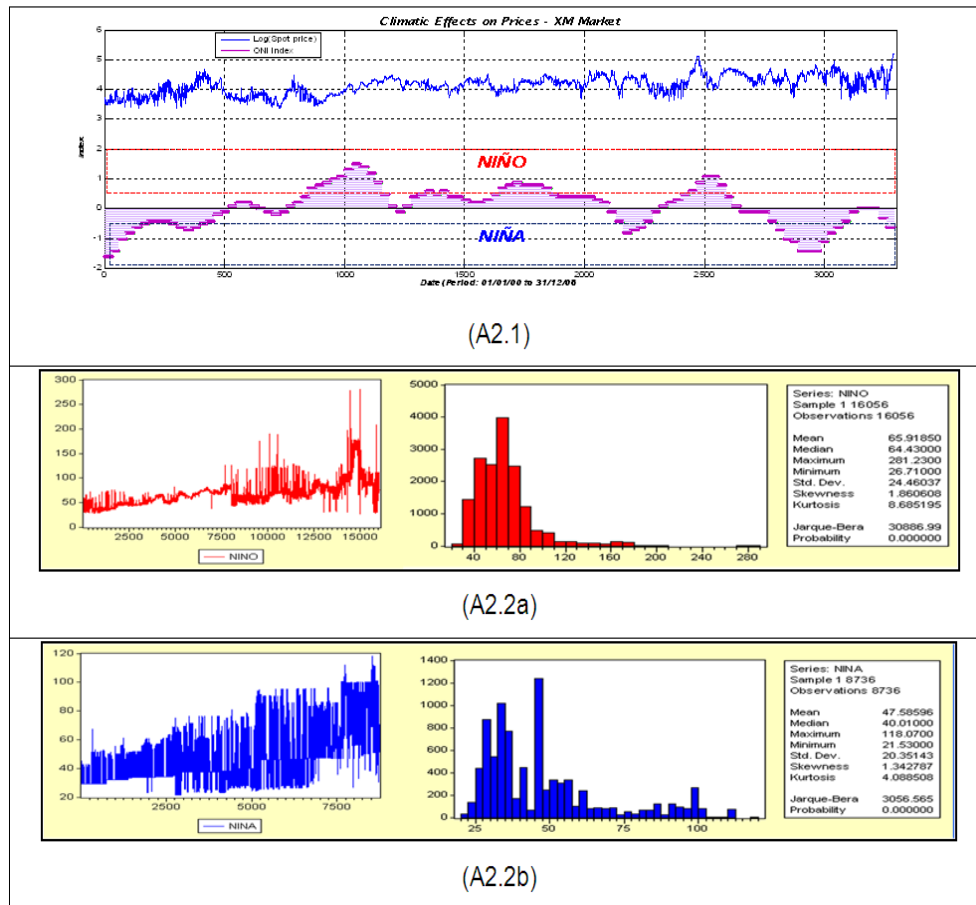 Climatic Effects on Prices - XM Market
Log(Spot price)
ONI Index
6
5
4
3
2
1
0
-1
-2
Index
NIÑO
NIÑA
0 500 1000 1500 2000 2500 3000
Date (Period: 01/01/00 to 31/12/08
(A2.1)
300
250
200
150
100
50
0
2500 5000 7500 10000 12500 15000
NINO
5000
4000
3000
2000
1000
0
40 80 120 160 200 240 280
Series: NINO
Sample 1 16056
Observations 16056
Mean 65.91850
Median 64.43000
Maximum 281.2300
Minimum 26.71000
Std. Dev. 24.46037
Skewness 1.860608
Kurtosis 8.685195
Jarque-Bera 30886.99
Probability 0.000000
(A2.2a)
120
100
80
60
40
20
2500 5000 7500
NINA
1400
1200
1000
800
600
400
200
0
25 50 75 100
Series: NINA
Sample 1 8736
Observations 8736
Mean 47.58596
Median 40.01000
Maximum 118.0700
Minimum 21.53000
Std. Dev. 20.35143
Skewness 1.342787
Kurtosis 4.088508
Jarque-Bera 3056.565
Probability 0.000000
(A2.2b)